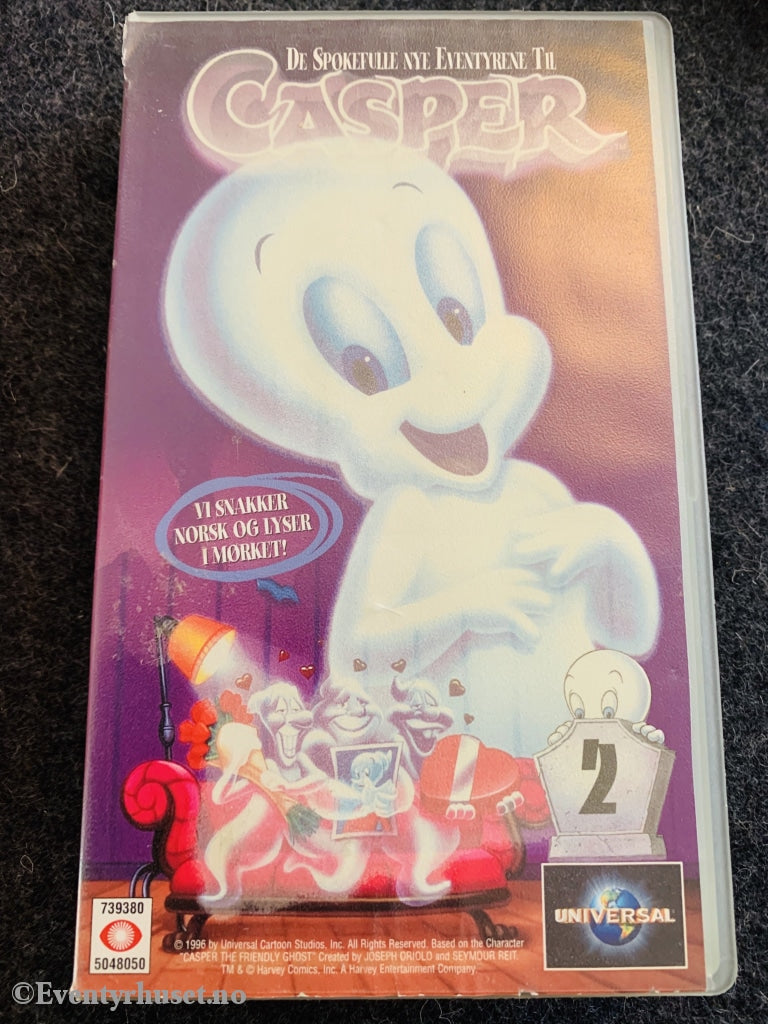 DE SPØKEFULLE NYE EVENTYRENE TIL
CASPER
TM
VI SNAKKER
NORSK OG LYSER
I MØRKET!
2
UNIVERSAL
739380
5048050
© 1996 by Universal Cartoon Studios, Inc. All Rights Reserved. Based on the Character
"CASPER THE FRIENDLY GHOST" Created by JOSEPH ORIOLO and SEYMOUR REIT.
TM & © Harvey Comics, Inc. A Harvey Entertainment Company
©Eventyrhuset.no